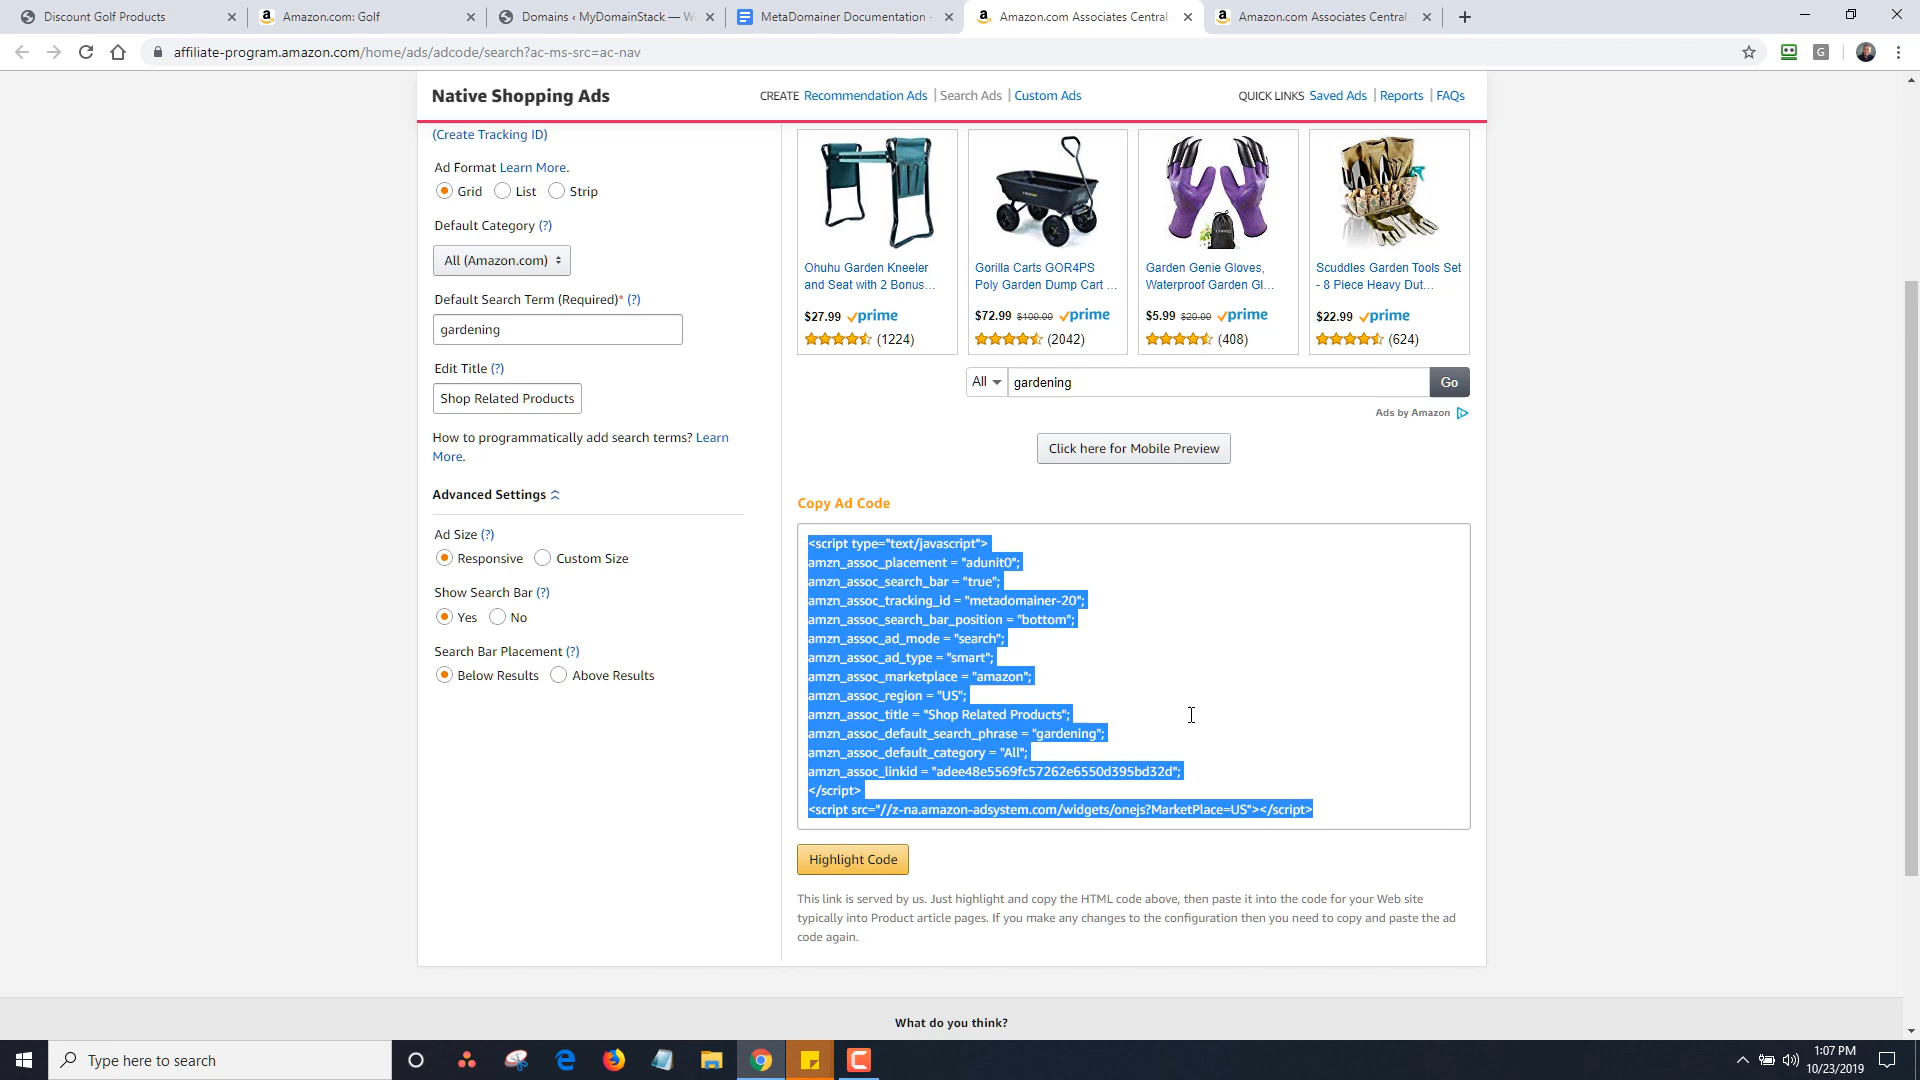 Discount Golf Products
Amazon.com: Golf
Domains ‹ MyDomainStack — W
MetaDomainer Documentation -
Amazon.com Associates Central
Amazon.com Associates Central
affiliate-program.amazon.com/home/ads/adcode/search?ac-ms-src=ac-nav
Native Shopping Ads
CREATE Recommendation Ads | Search Ads | Custom Ads
QUICK LINKS Saved Ads | Reports | FAQs
(Create Tracking ID)
Ad Format Learn More.
Grid List Strip
Default Category (?)
All (Amazon.com)
Default Search Term (Required)* (?)
gardening
Edit Title (?)
Shop Related Products
How to programmatically add search terms? Learn
More.
Advanced Settings
Ad Size (?)
Responsive Custom Size
Show Search Bar (?)
Yes No
Search Bar Placement (?)
Below Results Above Results
Ohuhu Garden Kneeler
and Seat with 2 Bonus...
$27.99 prime
(1224)
Gorilla Carts GOR4PS
Poly Garden Dump Cart ...
$72.99 $100.00 prime
(2042)
Garden Genie Gloves,
Waterproof Garden Gl...
$5.99 $20.00 prime
(408)
Scuddles Garden Tools Set
- 8 Piece Heavy Dut...
$22.99 prime
(624)
All gardening Go
Ads by Amazon
Click here for Mobile Preview
Copy Ad Code
<script type="text/javascript">
amzn_assoc_placement = "adunit0";
amzn_assoc_search_bar = "true";
amzn_assoc_tracking_id = "metadomainer-20";
amzn_assoc_search_bar_position = "bottom";
amzn_assoc_ad_mode = "search";
amzn_assoc_ad_type = "smart";
amzn_assoc_marketplace = "amazon";
amzn_assoc_region = "US";
amzn_assoc_title = "Shop Related Products";
amzn_assoc_default_search_phrase = "gardening";
amzn_assoc_default_category = "All";
amzn_assoc_linkid = "adee48e5569fc57262e6550d395bd32d";
</script>
<script src="//z-na.amazon-adsystem.com/widgets/onejs?MarketPlace=US"></script>
Highlight Code
This link is served by us. Just highlight and copy the HTML code above, then paste it into the code for your Web site
typically into Product article pages. If you make any changes to the configuration then you need to copy and paste the ad
code again.
What do you think?
Type here to search
1:07 PM
10/23/2019